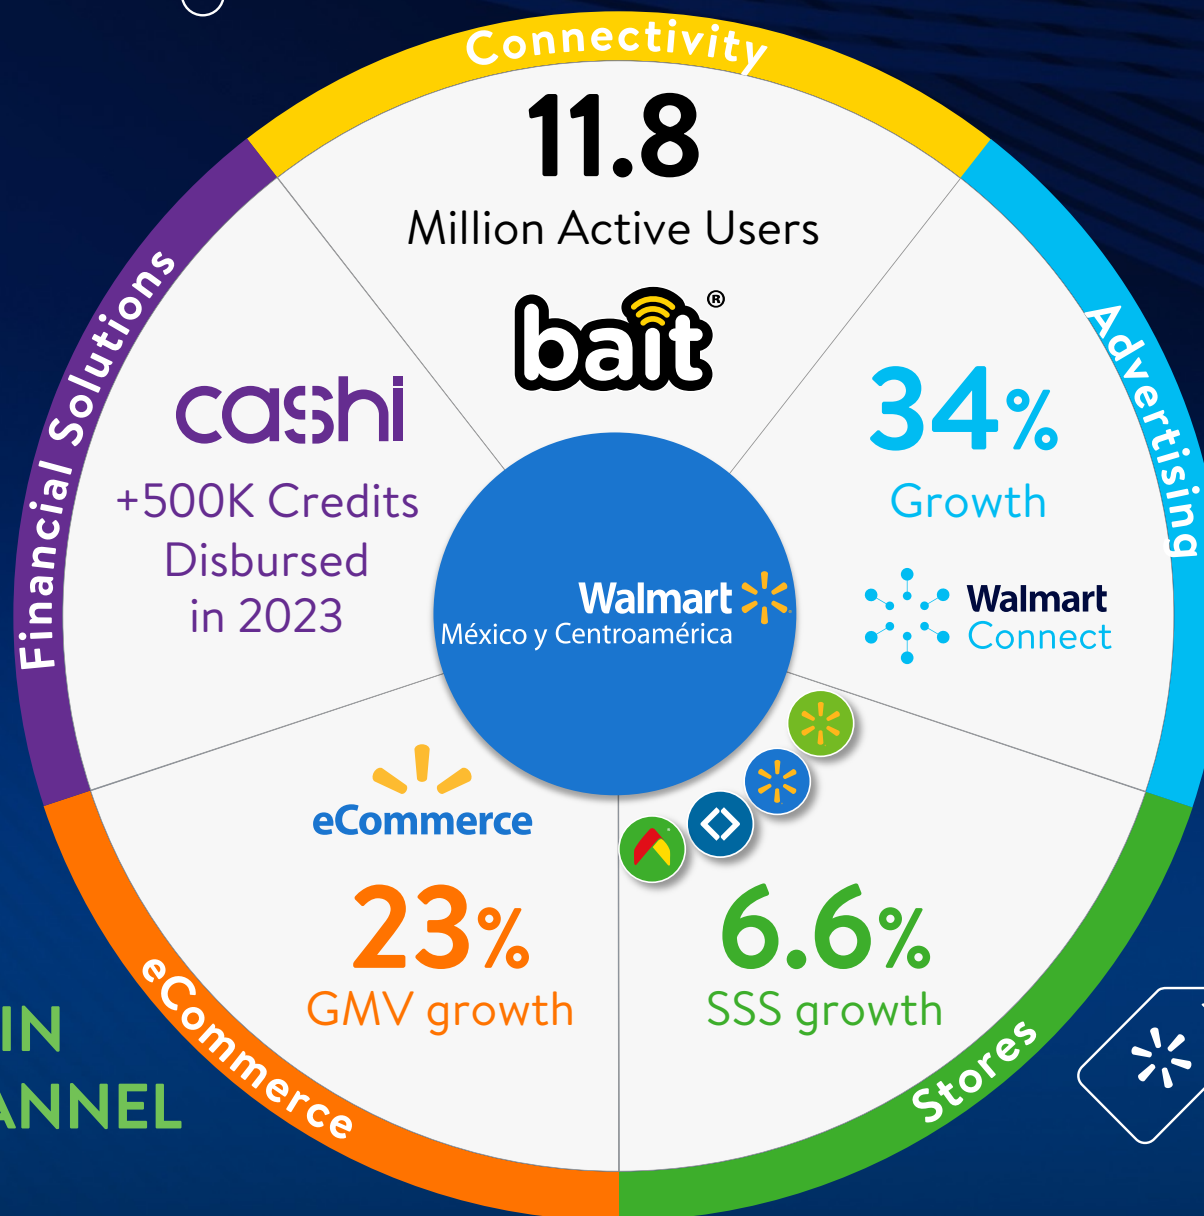 Connectivity
11.8
Million Active Users
bait®
Advertising
34%
Growth
Walmart
Connect
Financial Solutions
cashi
+500K Credits
Disbursed
in 2023
Walmart
México y Centroamérica
eCommerce
23%
GMV growth
eCommerce
6.6%
SSS growth
Stores
IN
ANNEL